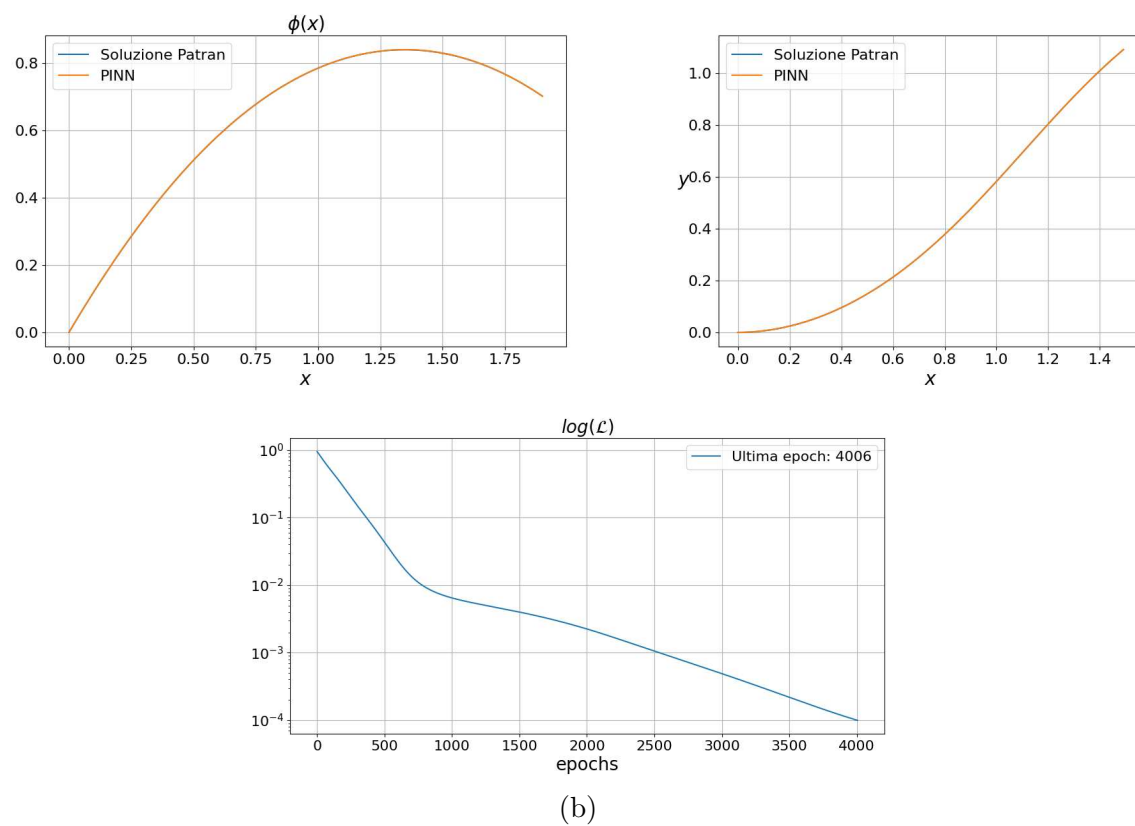 ϕ(x)
Soluzione Patran
PINN
0.8
0.6
0.4
0.2
0.0
0.00 0.25 0.50 0.75 1.00 1.25 1.50 1.75
x
Soluzione Patran
PINN
1.0
0.8
y 0.6
0.4
0.2
0.0
0.0 0.2 0.4 0.6 0.8 1.0 1.2 1.4
x
log(ℒ)
Ultima epoch: 4006
10⁰
10⁻¹
10⁻²
10⁻³
10⁻⁴
0 500 1000 1500 2000 2500 3000 3500 4000
epochs
(b)